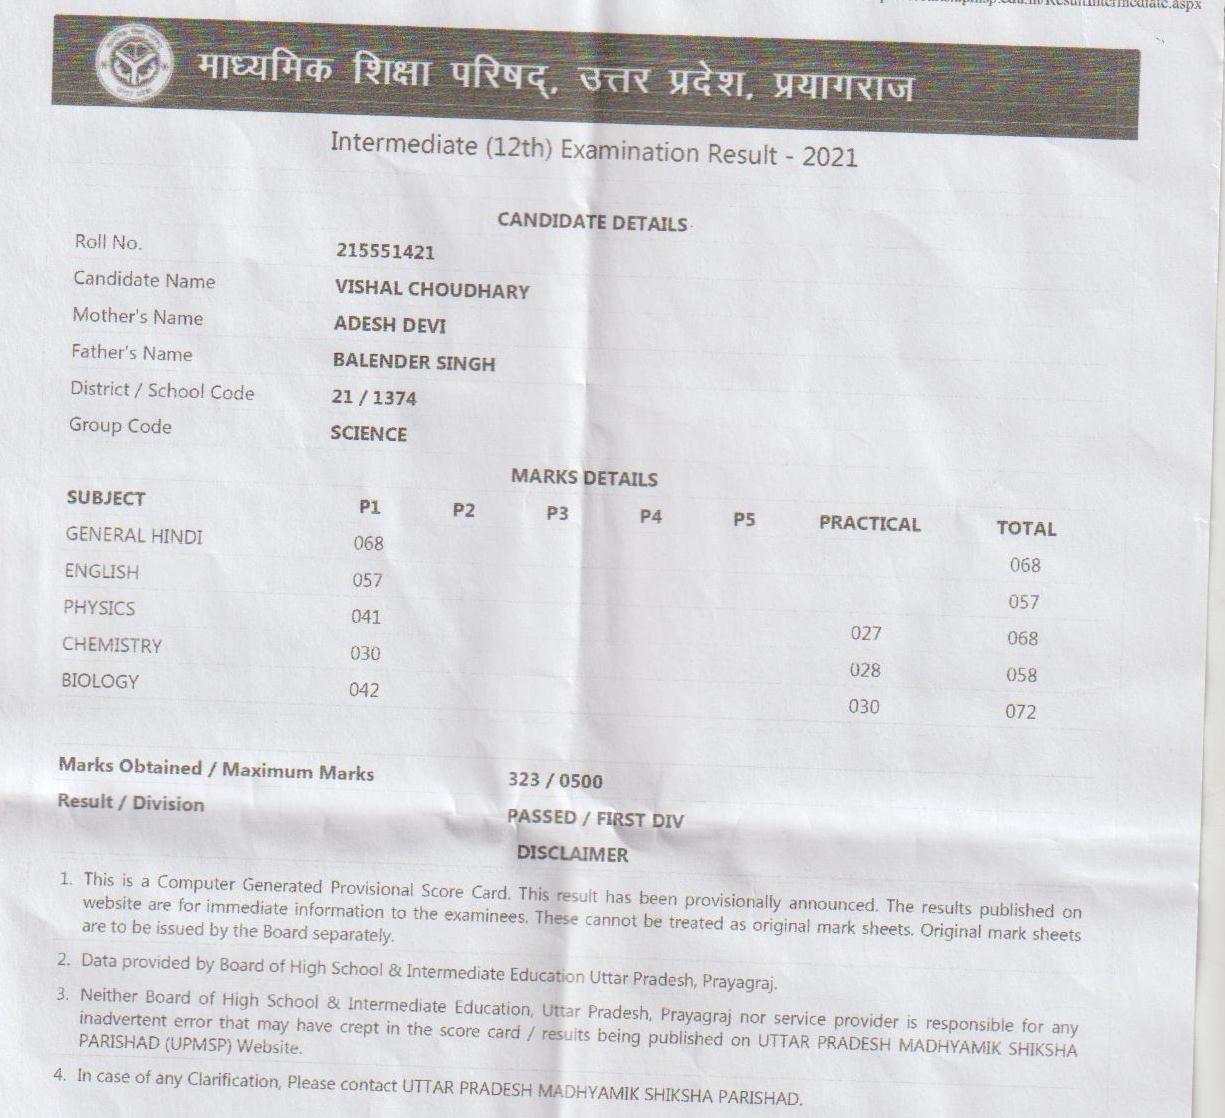 .aspx
माध्यमिक शिक्षा परिषद्, उत्तर प्रदेश, प्रयागराज
Intermediate (12th) Examination Result - 2021
CANDIDATE DETAILS
Roll No. 215551421
Candidate Name VISHAL CHOUDHARY
Mother's Name ADESH DEVI
Father's Name BALENDER SINGH
District / School Code 21 / 1374
Group Code SCIENCE
MARKS DETAILS
SUBJECT P1 P2 P3 P4 P5 PRACTICAL TOTAL
GENERAL HINDI 068 068
ENGLISH 057 057
PHYSICS 041 027 068
CHEMISTRY 030 028 058
BIOLOGY 042 030 072
Marks Obtained / Maximum Marks 323 / 0500
Result / Division PASSED / FIRST DIV
DISCLAIMER
1. This is a Computer Generated Provisional Score Card. This result has been provisionally announced. The results published on
website are for immediate information to the examinees. These cannot be treated as original mark sheets. Original mark sheets
are to be issued by the Board separately.
2. Data provided by Board of High School & Intermediate Education Uttar Pradesh, Prayagraj.
3. Neither Board of High School & Intermediate Education, Uttar Pradesh, Prayagraj nor service provider is responsible for any
inadvertent error that may have crept in the score card / results being published on UTTAR PRADESH MADHYAMIK SHIKSHA
PARISHAD (UPMSP) Website.
4. In case of any Clarification, Please contact UTTAR PRADESH MADHYAMIK SHIKSHA PARISHAD.